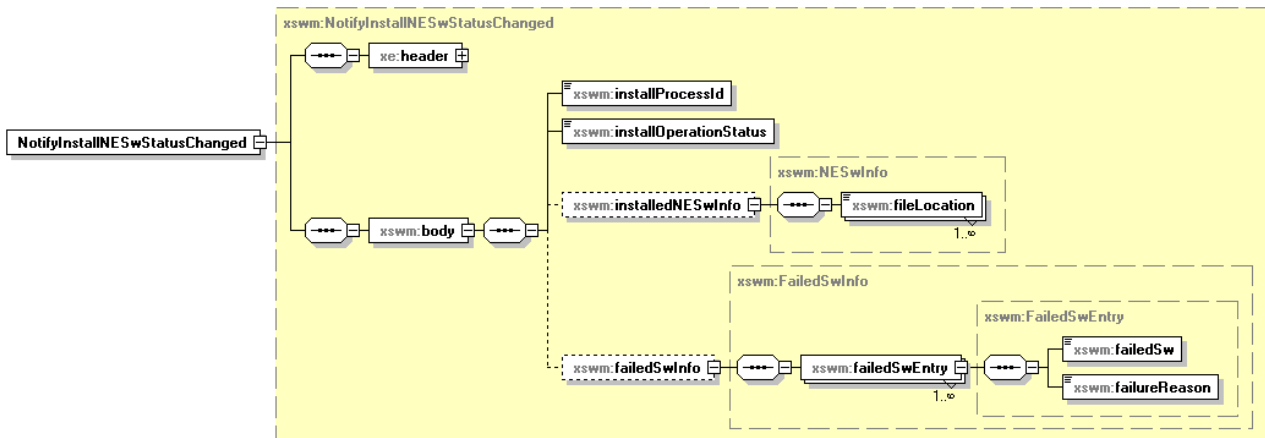 xswm:NotifyInstallNESwStatusChanged
xe:header
xswm:installProcessId
xswm:installOperationStatus
NotifyInstallNESwStatusChanged
xswm:NESwInfo
xswm:installedNESwInfo
xswm:fileLocation
1..∞
xswm:body
xswm:FailedSwInfo
xswm:FailedSwEntry
xswm:failedSw
xswm:failedSwInfo
xswm:failedSwEntry
1..∞
xswm:failureReason